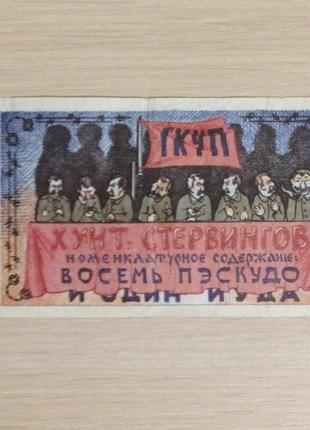 ГКЧП
ХУНТ. СТЕРВИНГОВ
НОМЕНКЛАТУРНОЕ СОДЕРЖАНИЕ:
ВОСЕМЬ ПЭСКУДО
И ОДИН ИУДА